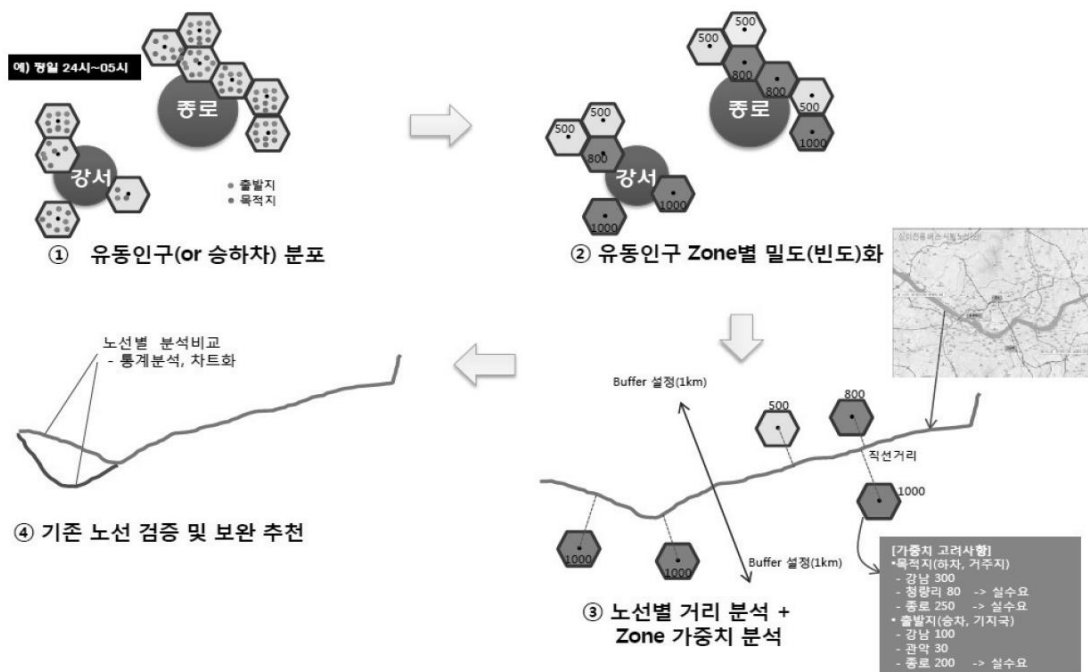 예) 평일 24시~05시
종로
강서
출발지
목적지
① 유동인구(or 승하차) 분포
500
500
800
800
500
1000
종로
500
500
800
강서
1000
1000
② 유동인구 Zone별 밀도(빈도)화
노선별 분석비교
- 통계분석, 차트화
④ 기존 노선 검증 및 보완 추천
Buffer 설정(1km)
500
800
직선거리
1000
1000
1000
Buffer 설정(1km)
③ 노선별 거리 분석 +
Zone 가중치 분석
[가중치 고려사항]
•목적지(하차, 거주지)
- 강남 300
- 청량리 80 -> 실수요
- 종로 250 -> 실수요
• 출발지(승차, 기지국)
- 강남 100
- 관악 30
- 종로 200 -> 실수요